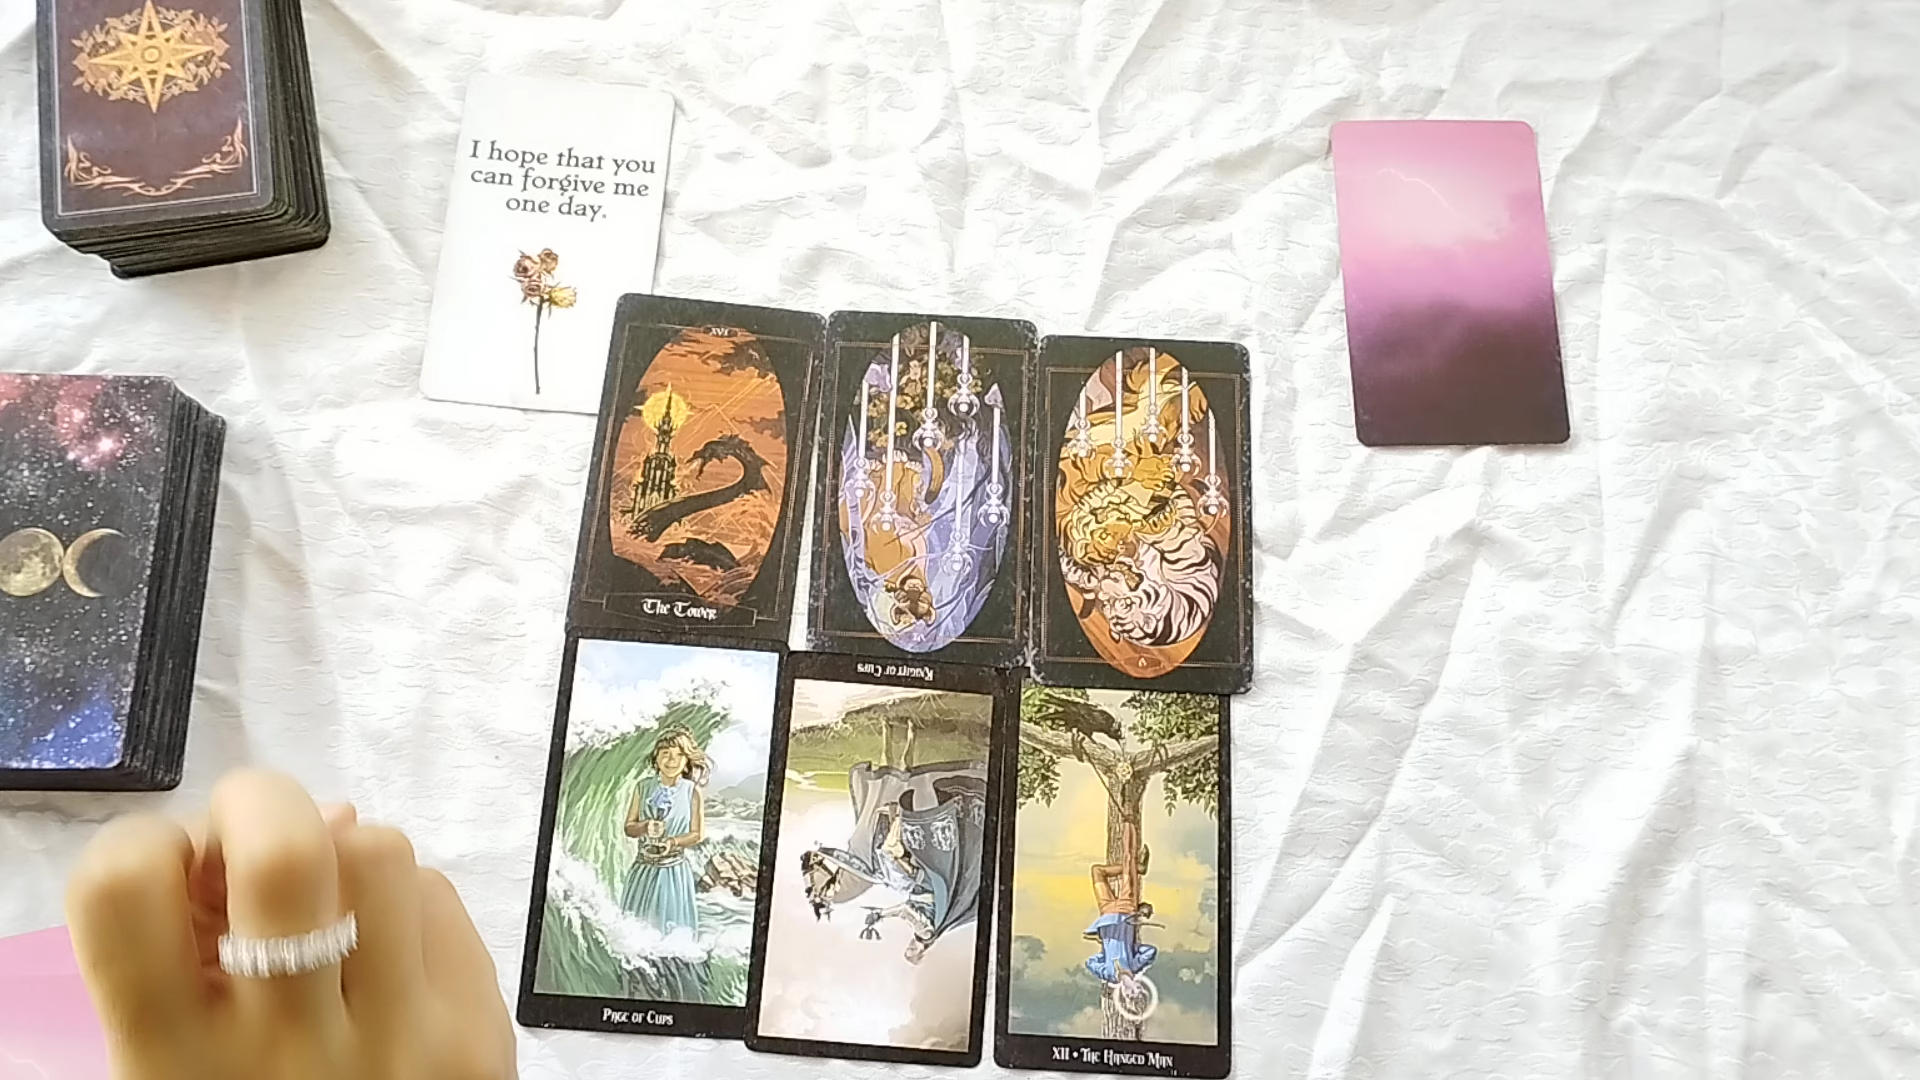 I hope that you
can forgive me
one day.
XVI
The Tower
Knight of Cups
Page of Cups
XII • The Hanged Man